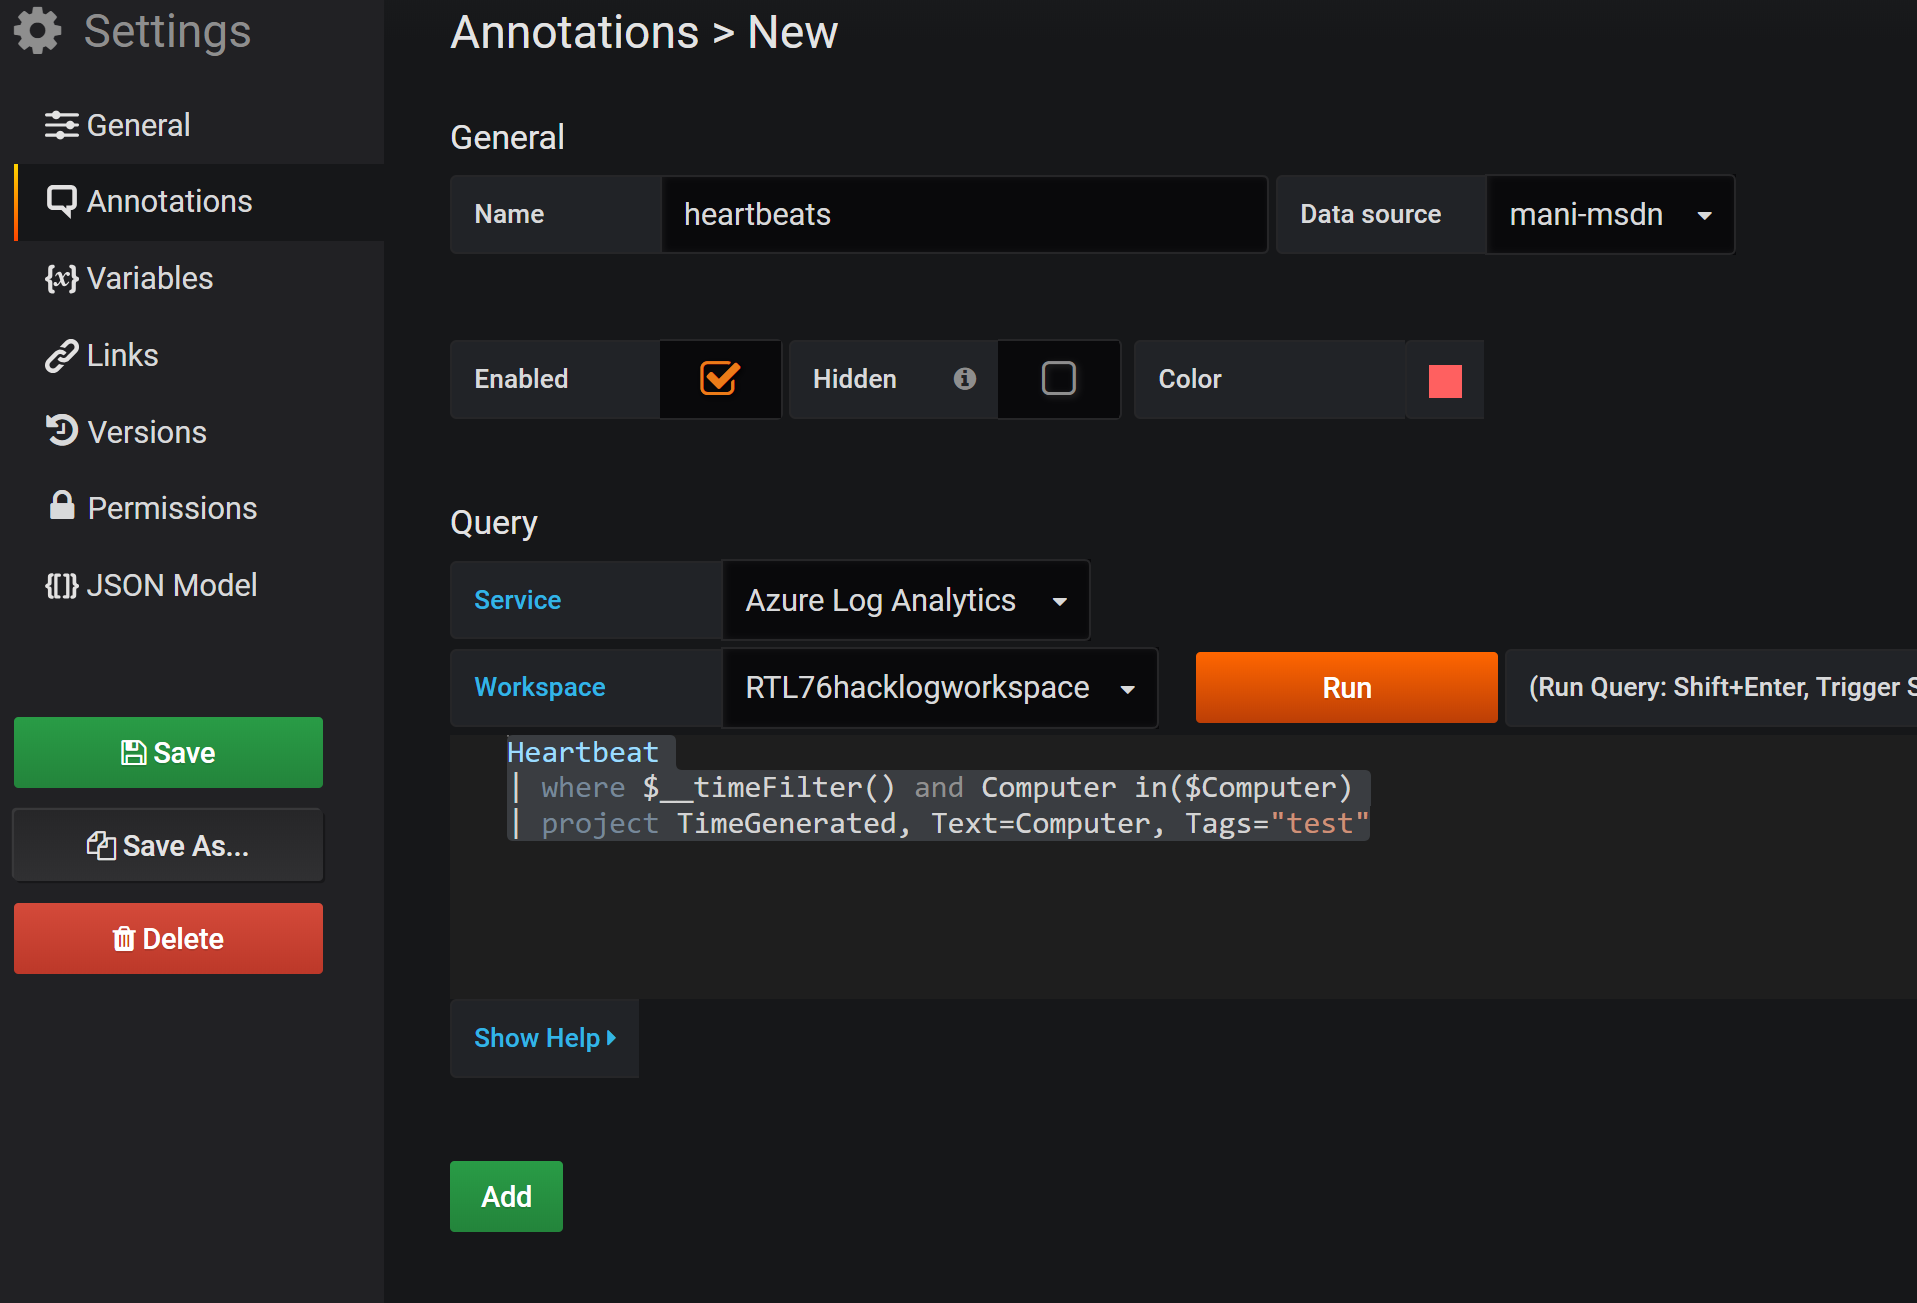 Settings
General
Annotations
Variables
Links
Versions
Permissions
JSON Model
Save
Save As...
Delete
Annotations > New
General
Name heartbeats Data source mani-msdn
Enabled Hidden Color
Query
Service Azure Log Analytics
Workspace RTL76hacklogworkspace Run (Run Query: Shift+Enter, Trigger S
Heartbeat
| where $__timeFilter() and Computer in($Computer)
| project TimeGenerated, Text=Computer, Tags="test"
Show Help
Add